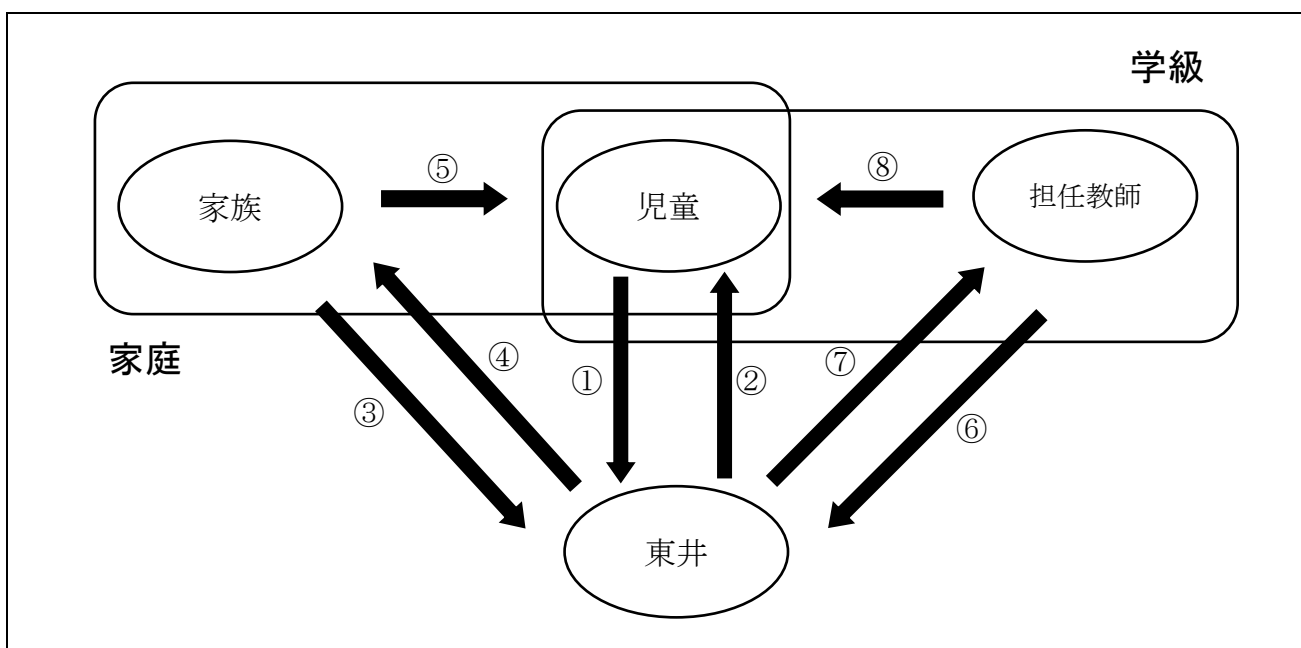 学級
家族
⑤
児童
⑧
担任教師
家庭
③
④
①
②
⑦
⑥
東井